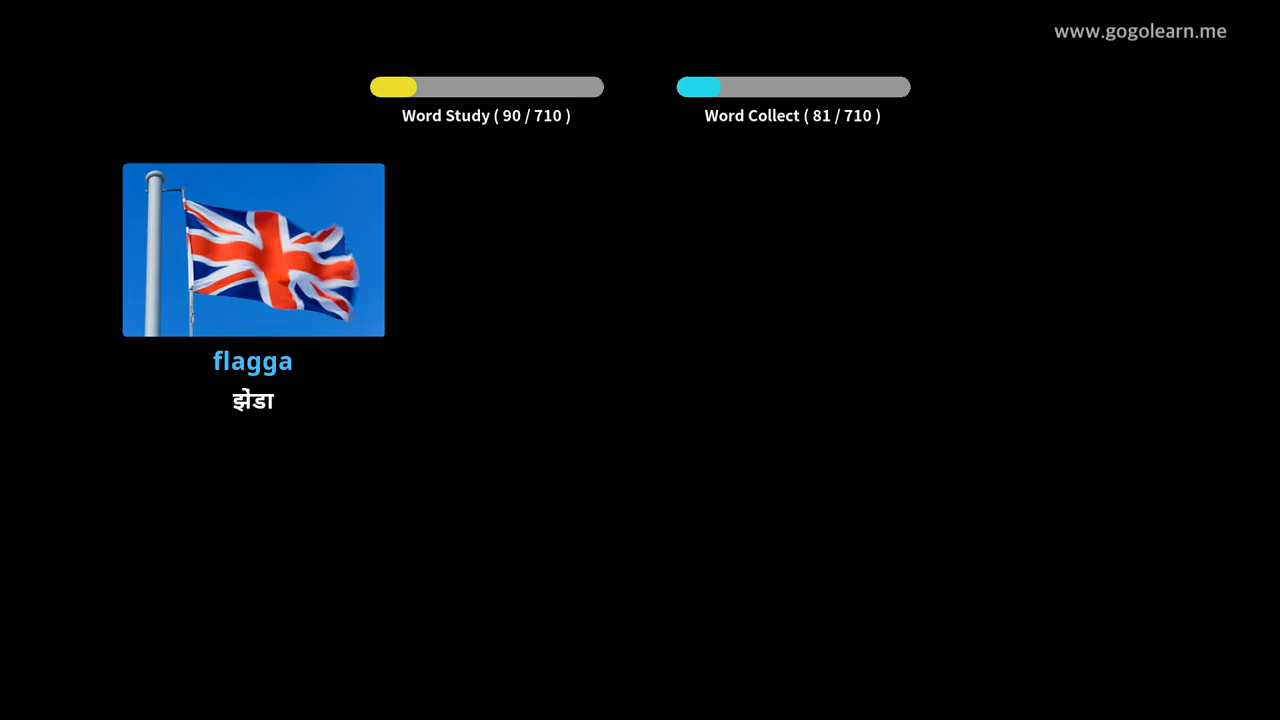 www.gogolearn.me
Word Study ( 90 / 710 )
Word Collect ( 81 / 710 )
flagga
झेंडा